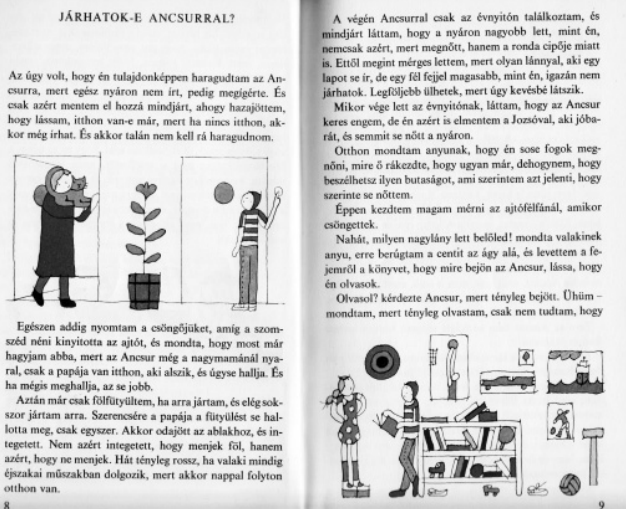 JÁRHATOK-E ANCSURRAL?
Az úgy volt, hogy én tulajdonképpen haragudtam az An-
csurra, mert egész nyáron nem írt, pedig megígérte. És
csak azért mentem el hozzá mindjárt, ahogy hazajöttem,
hogy lássam, itthon van-e már, mert ha nincs itthon, ak-
kor még írhat. És akkor talán nem kell rá haragudnom.
Egészen addig nyomtam a csöngőjüket, amíg a szom-
széd néni kinyitotta az ajtót, és mondta, hogy most már
hagyjam abba, mert az Ancsur még a nagymamánál nya-
ral, csak a papája van itthon, aki alszik, és úgyse hallja. És
ha mégis meghallja, az se jobb.
Aztán már csak fölfütyültem, ha arra jártam, és elég sok-
szor jártam arra. Szerencsére a papája a fütyülést se hal-
lotta meg, csak egyszer. Akkor odajött az ablakhoz, és in-
tegetett. Nem azért integetett, hogy menjek föl, hanem
azért, hogy ne menjek. Hát tényleg rossz, ha valaki mindig
éjszakai műszakban dolgozik, mert akkor nappal folyton
otthon van.
8
A végén Ancsurral csak az évnyitón találkoztam, és
mindjárt láttam, hogy a nyáron nagyobb lett, mint én,
nemcsak azért, mert megnőtt, hanem a ronda cipője miatt
is. Ettől megint mérges lettem, mert olyan lánnyal, aki egy
lapot se ír, de egy fél fejjel magasabb, mint én, igazán nem
járhatok. Legföljebb ülhetek, mert úgy kevésbé látszik.
Mikor vége lett az évnyitónak, láttam, hogy az Ancsur
keres engem, de én azért is elmentem a Jozsóval, aki jóba-
rát, és semmit se nőtt a nyáron.
Otthon mondtam anyunak, hogy én sose fogok meg-
nőni, mire ő rákezdte, hogy ugyan már, dehogynem, hogy
beszélhetsz ilyen butaságot, ami szerintem azt jelenti, hogy
szerinte se nőttem.
Éppen kezdtem magam mérni az ajtófélfánál, amikor
csöngettek.
Nahát, milyen nagylány lett belőled! mondta valakinek
anyu, erre berúgtam a centit az ágy alá, és levettem a fe-
jemről a könyvet, hogy mire bejön az Ancsur, lássa, hogy
én olvasok.
Olvasol? kérdezte Ancsur, mert tényleg bejött. Ühüm –
mondtam, mert tényleg olvastam, csak nem tudtam, hogy
9